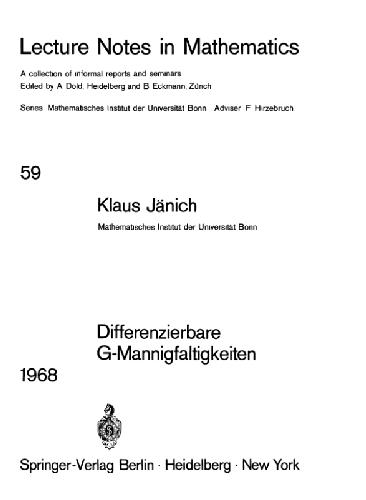 Lecture Notes in Mathematics
A collection of informal reports and seminars
Edited by A. Dold, Heidelberg and B. Eckmann, Zürich
Series: Mathematisches Institut der Universität Bonn · Adviser: F. Hirzebruch
59
Klaus Jänich
Mathematisches Institut der Universität Bonn
Differenzierbare
G-Mannigfaltigkeiten
1968
Springer-Verlag Berlin · Heidelberg · New York